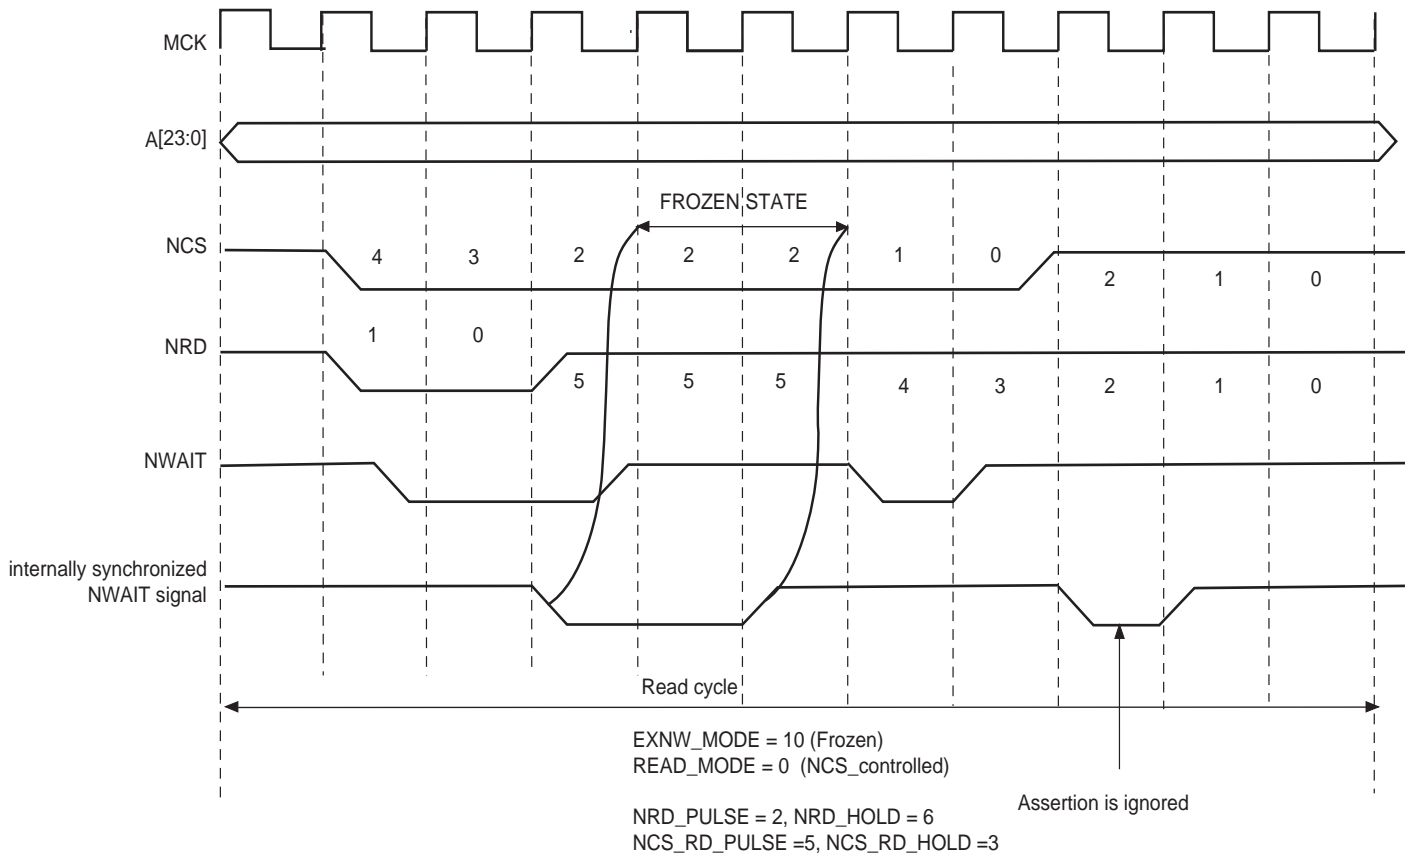 MCK
A[23:0]
FROZEN STATE
NCS
4 3 2 2 2 1 0
2 1 0
1 0
NRD
5 5 5 4 3 2 1 0
NWAIT
internally synchronized
NWAIT signal
Read cycle
EXNW_MODE = 10 (Frozen)
READ_MODE = 0 (NCS_controlled)
Assertion is ignored
NRD_PULSE = 2, NRD_HOLD = 6
NCS_RD_PULSE =5, NCS_RD_HOLD =3